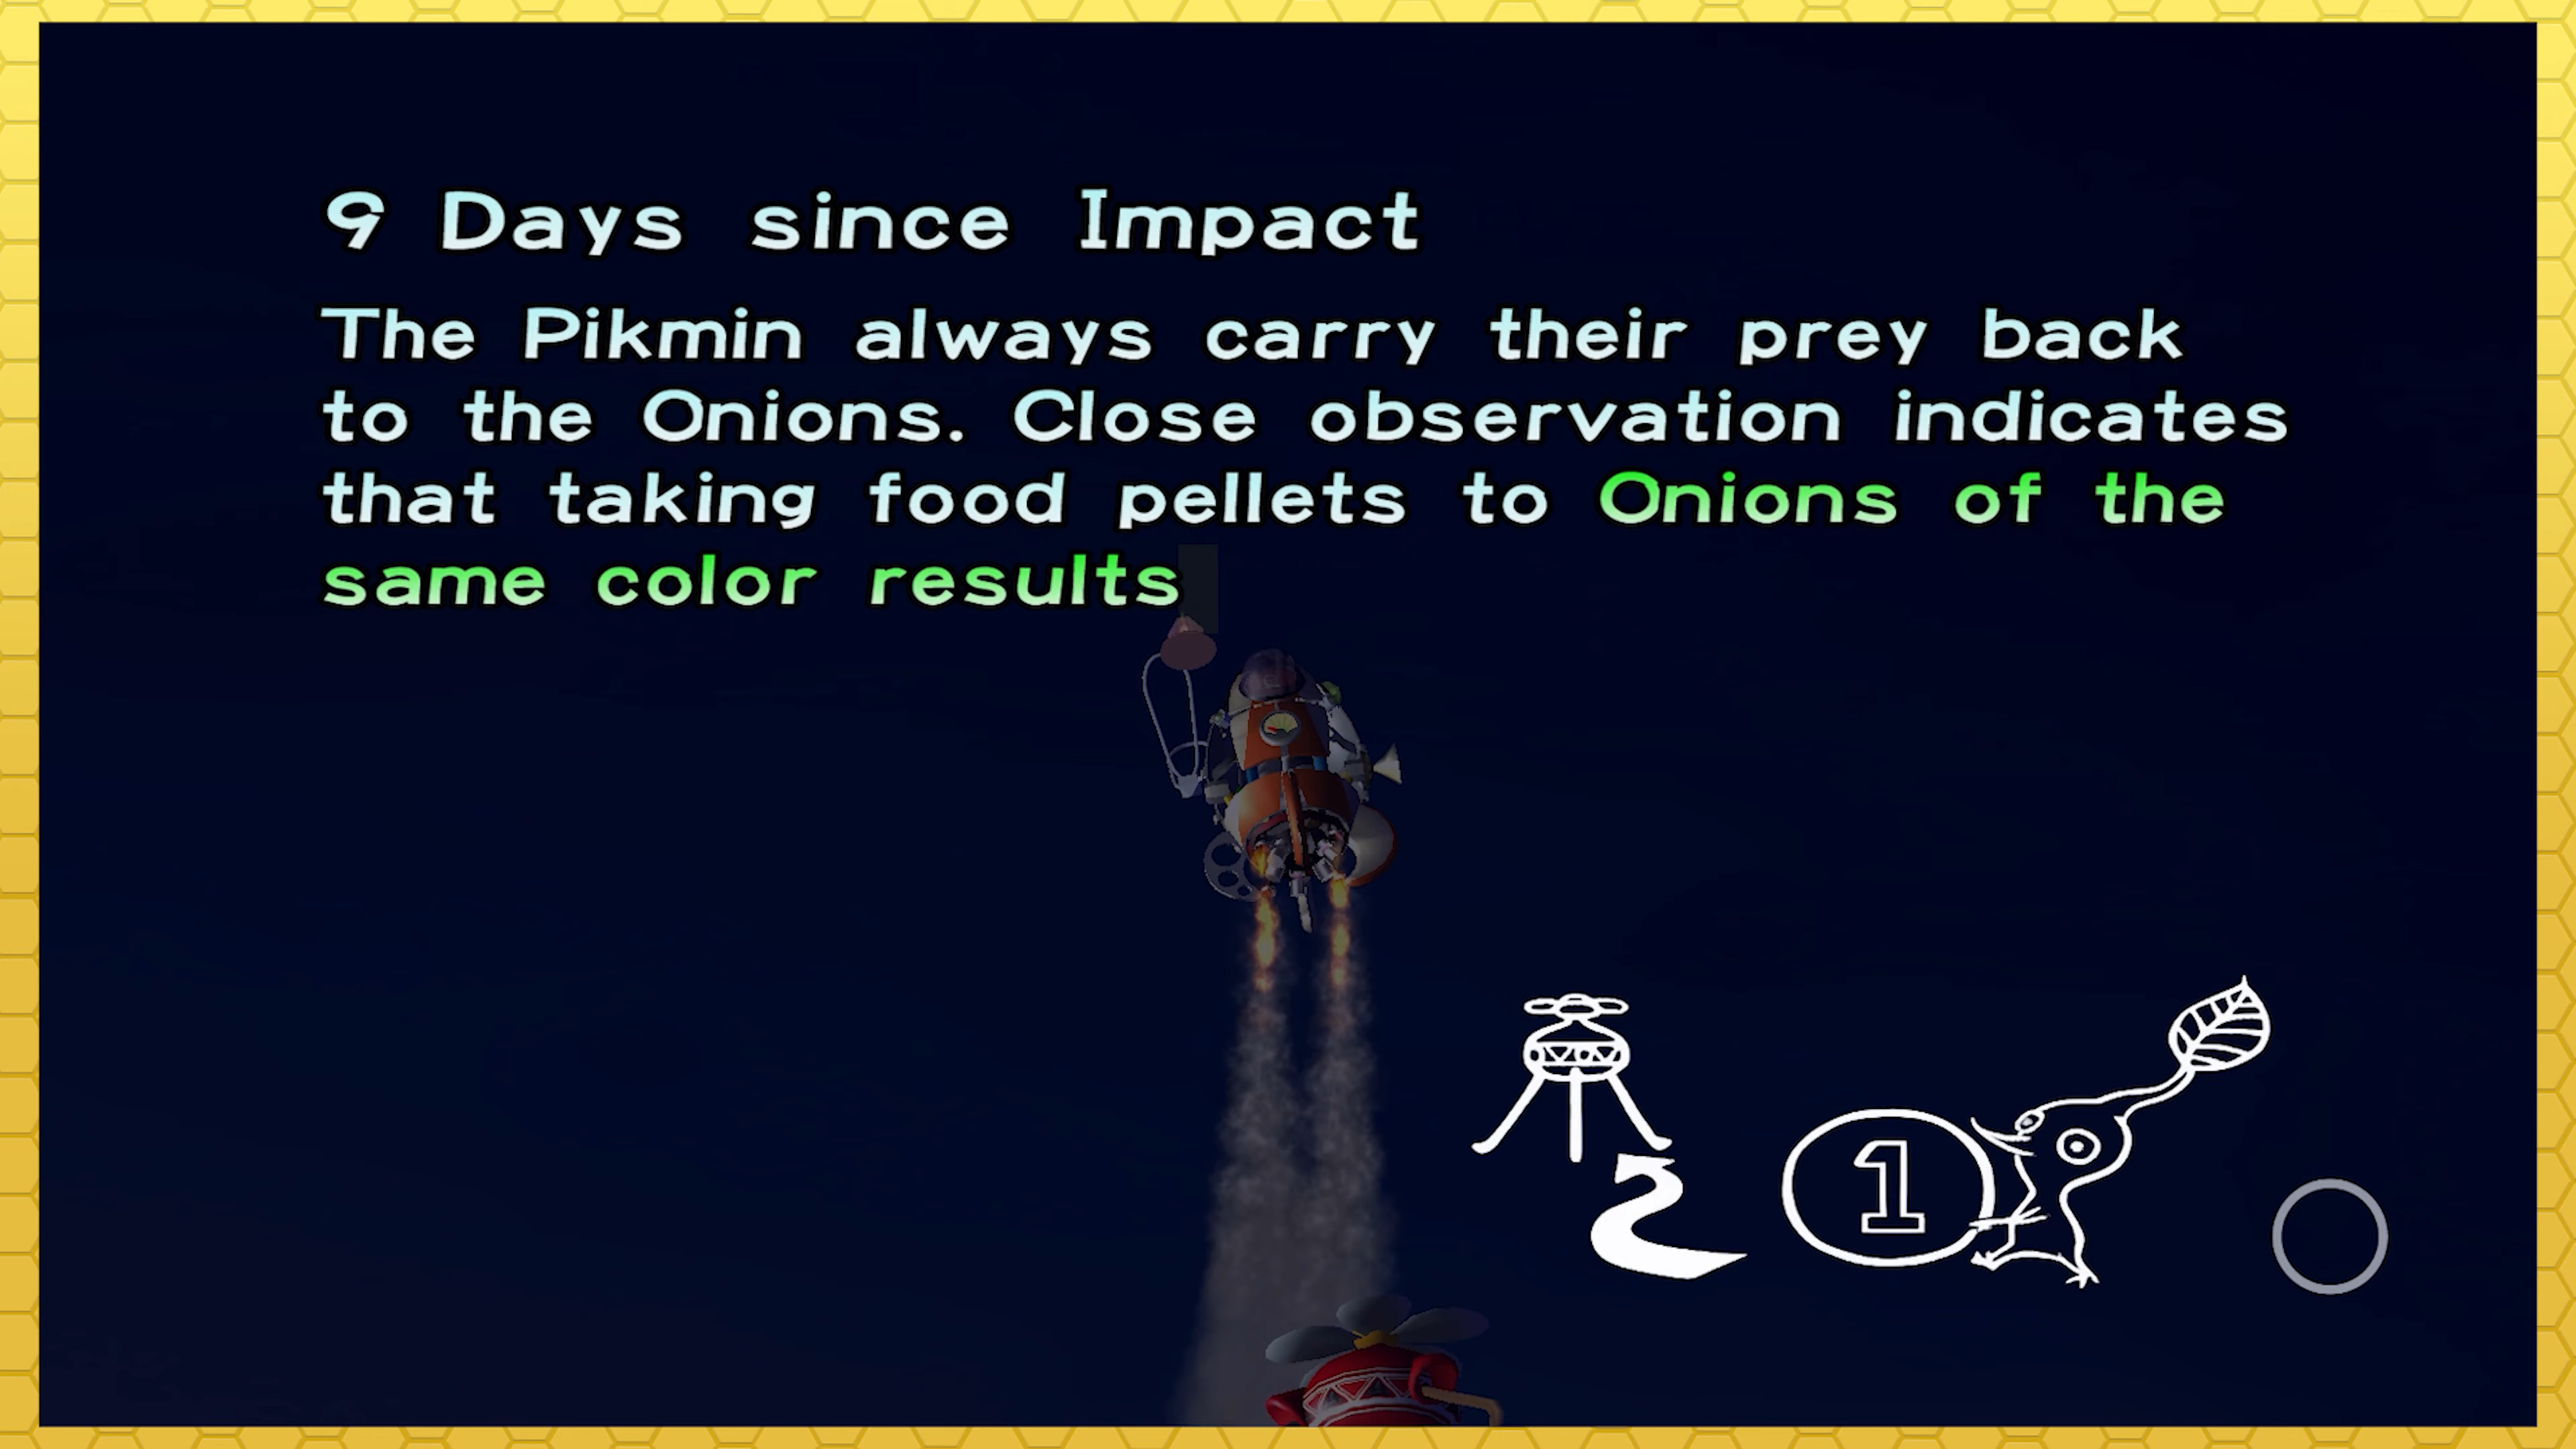 9 Days since Impact
The Pikmin always carry their prey back
to the Onions. Close observation indicates
that taking food pellets to Onions of the
same color results
1